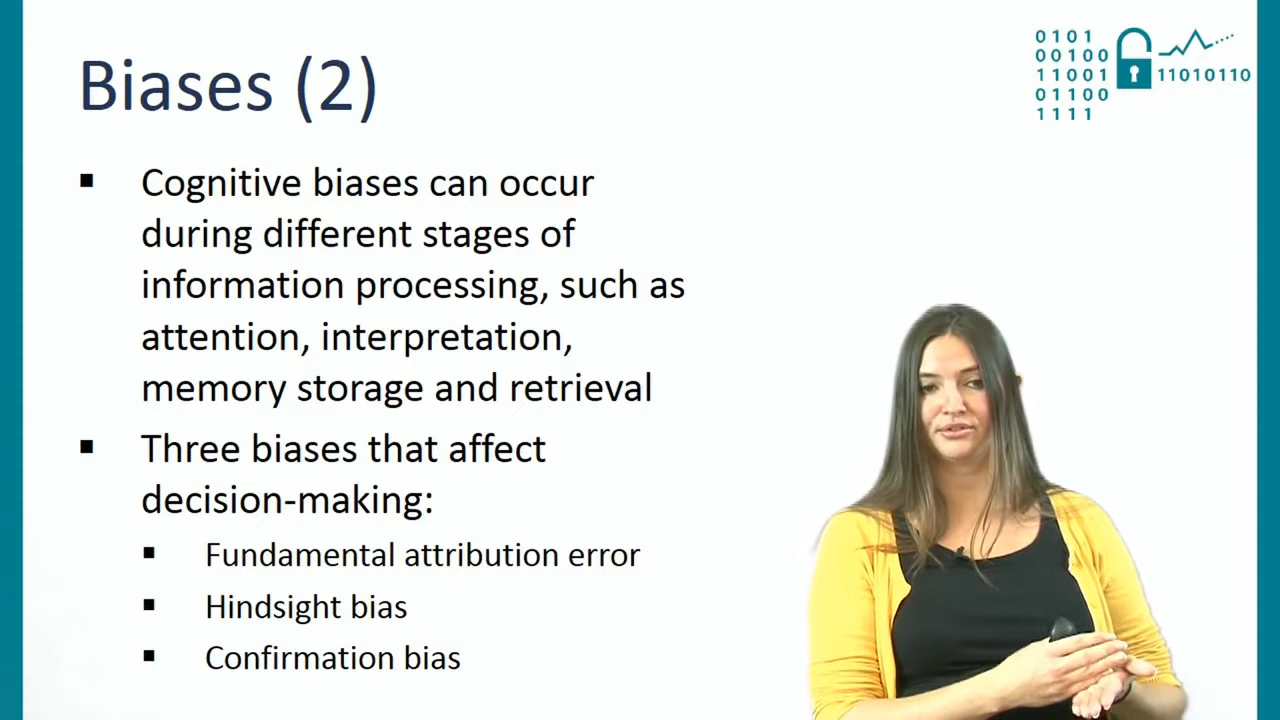 Biases (2)
0101
00100
11001
01100
1111
11010110
▪ Cognitive biases can occur
during different stages of
information processing, such as
attention, interpretation,
memory storage and retrieval
▪ Three biases that affect
decision-making:
▪ Fundamental attribution error
▪ Hindsight bias
▪ Confirmation bias